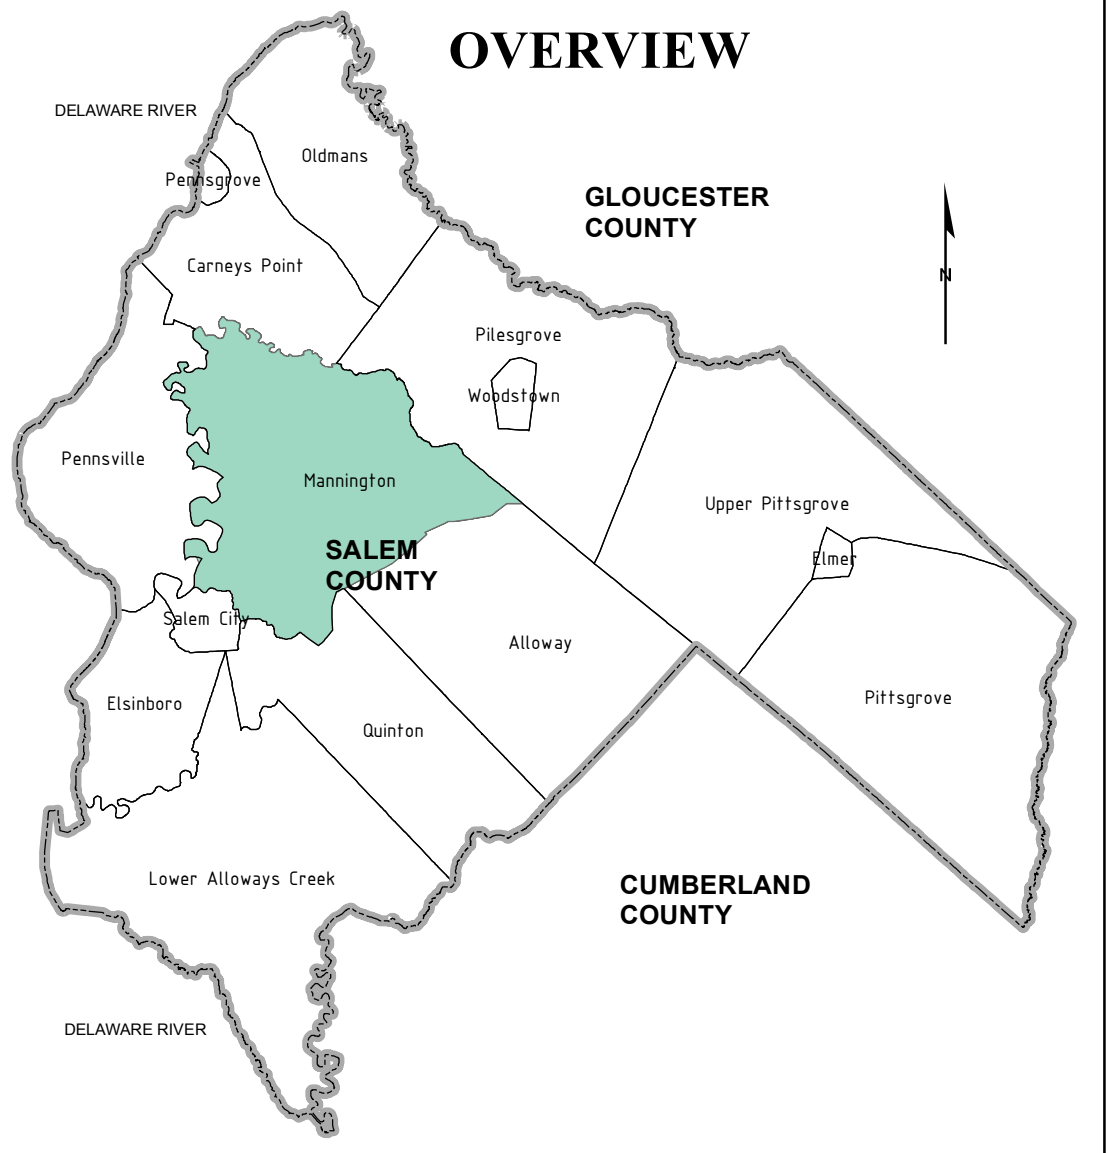 OVERVIEW
DELAWARE RIVER
Oldmans
Pennsgrove
GLOUCESTER
COUNTY
Carneys Point
N
Pilesgrove
Woodstown
Pennsville
Mannington
Upper Pittsgrove
SALEM
COUNTY
Elmer
Salem City
Alloway
Elsinboro
Pittsgrove
Quinton
Lower Alloways Creek
CUMBERLAND
COUNTY
DELAWARE RIVER